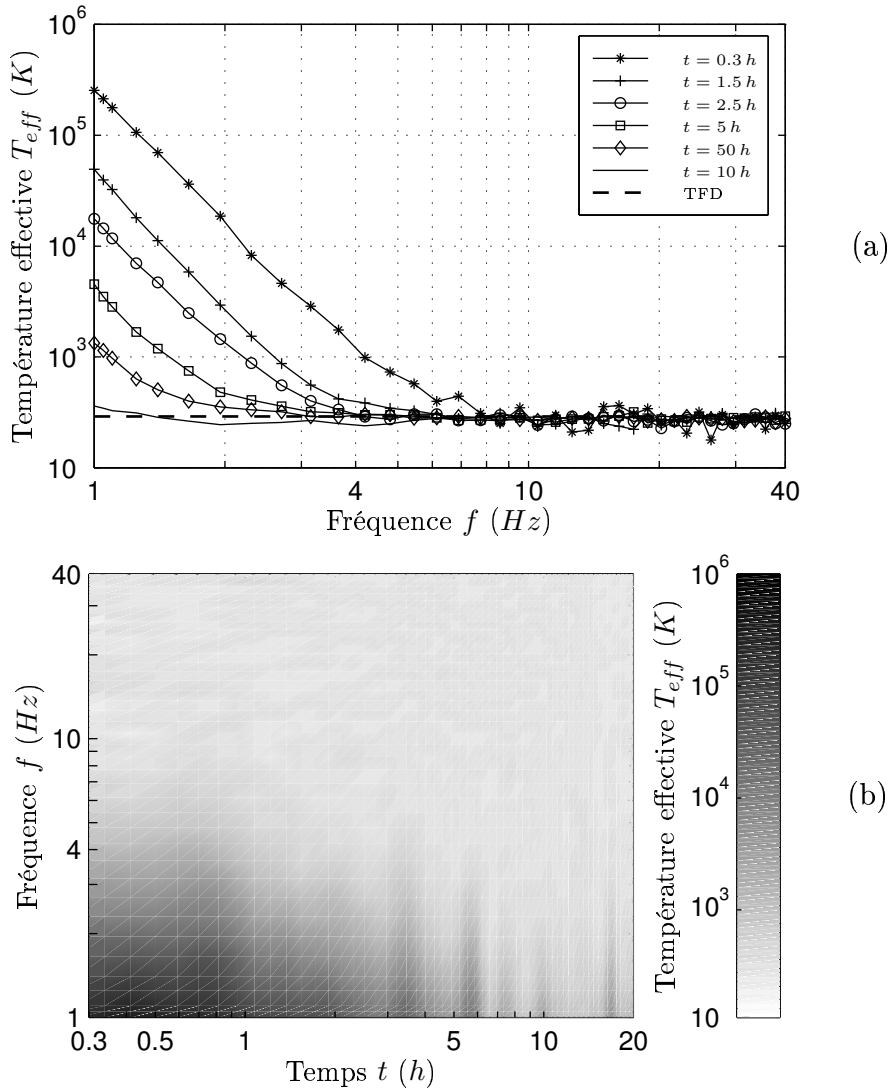 10^6
10^5
10^4
10^3
10
Température effective T_eff (K)
t = 0.3 h
t = 1.5 h
t = 2.5 h
t = 5 h
t = 50 h
t = 10 h
TFD
(a)
1 4 10 40
Fréquence f (Hz)
40
10
4
1
Fréquence f (Hz)
0.3 0.5 1 5 10 20
Temps t (h)
Température effective T_eff (K)
10^6
10^5
10^4
10^3
10
(b)